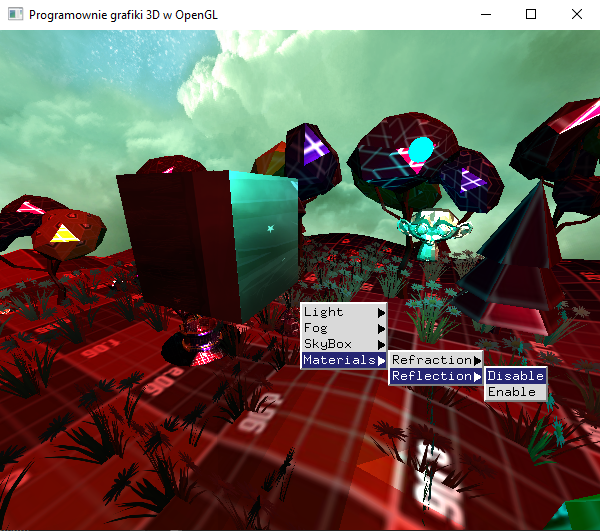 Programownie grafiki 3D w OpenGL
Light
Fog
SkyBox
Materials
Refraction
Reflection
Disable
Enable